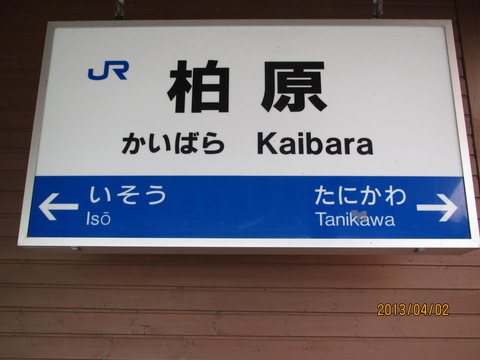 JR
柏原
かいばら Kaibara
← いそう たにかわ →
Isō Tanikawa
2013/04/02